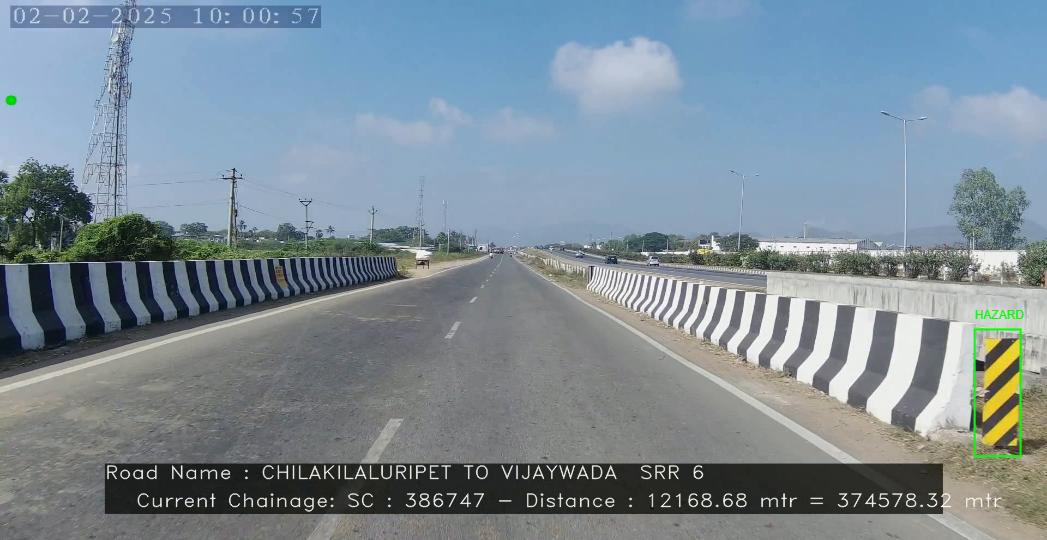 02-02-2025 10:00:57
HAZARD
Road Name : CHILAKILALURIPET TO VIJAYWADA SRR 6
Current Chainage: SC : 386747 - Distance : 12168.68 mtr = 374578.32 mtr